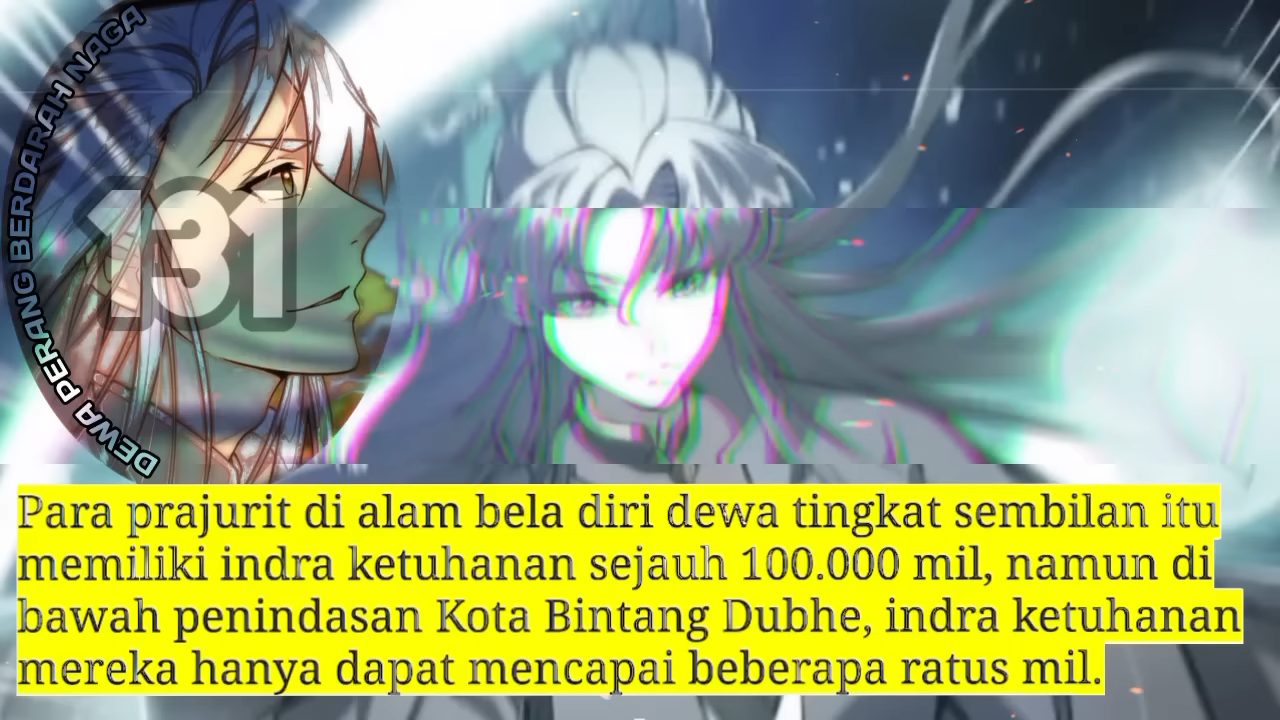 DEWA PERANG BERDARAH NAGA
131
Para prajurit di alam bela diri dewa tingkat sembilan itu
memiliki indra ketuhanan sejauh 100.000 mil, namun di
bawah penindasan Kota Bintang Dubhe, indra ketuhanan
mereka hanya dapat mencapai beberapa ratus mil.